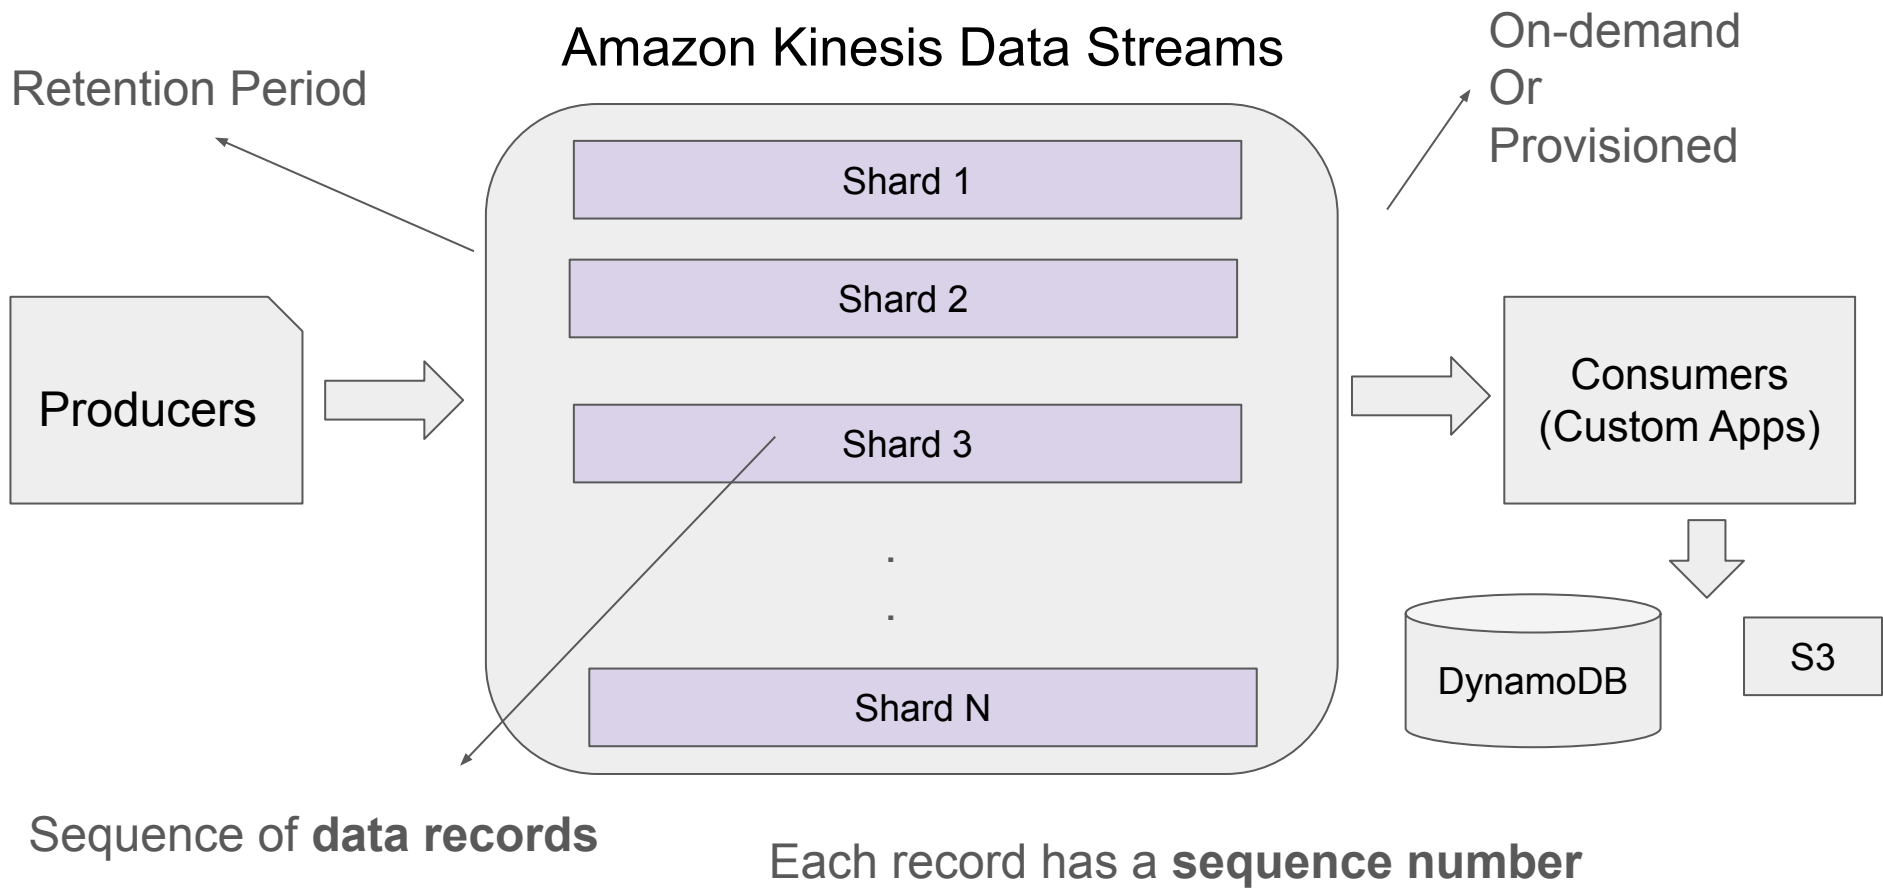 Amazon Kinesis Data Streams
Retention Period
On-demand
Or
Provisioned
Shard 1
Shard 2
Shard 3
.
.
Shard N
Producers
Consumers
(Custom Apps)
DynamoDB
S3
Sequence of data records
Each record has a sequence number